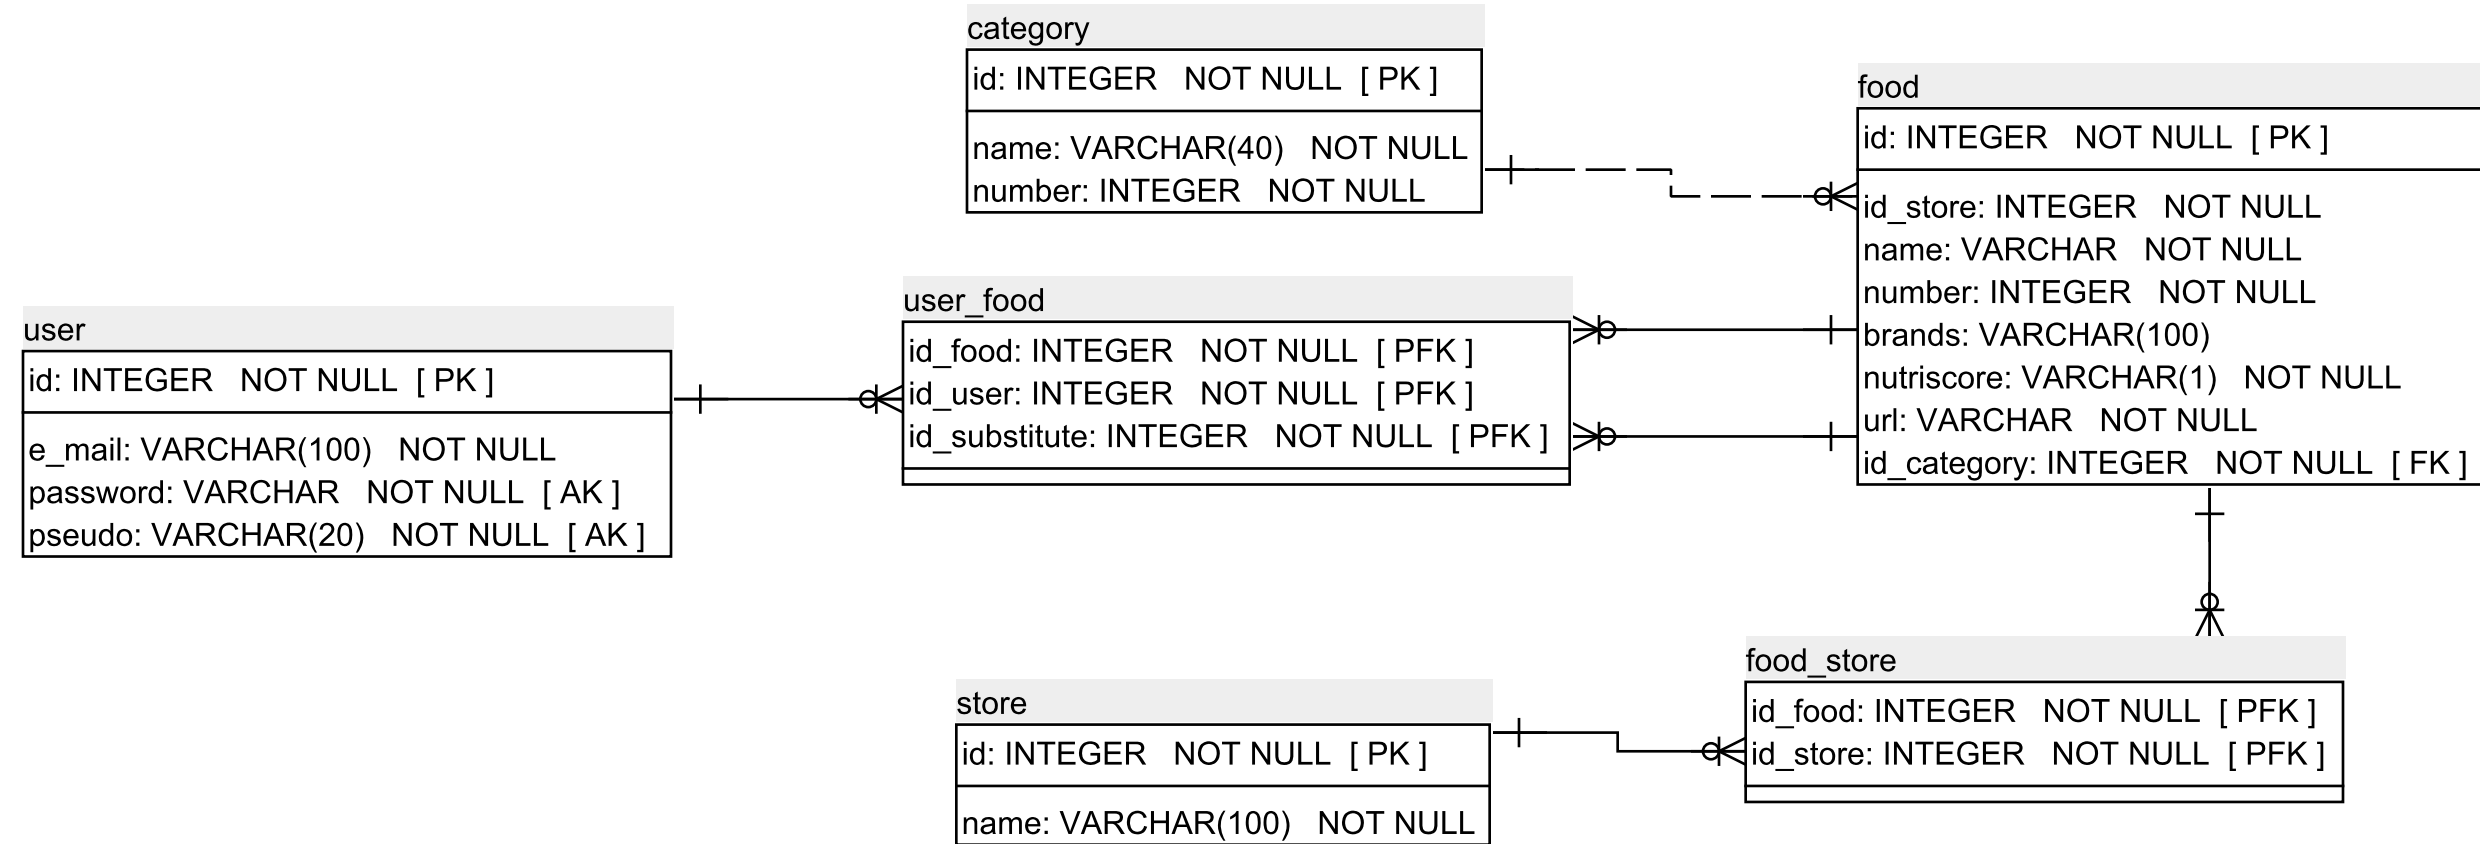 category
id: INTEGER   NOT NULL  [ PK ]
name: VARCHAR(40)   NOT NULL
number: INTEGER   NOT NULL
food
id: INTEGER   NOT NULL  [ PK ]
id_store: INTEGER   NOT NULL
name: VARCHAR   NOT NULL
number: INTEGER   NOT NULL
brands: VARCHAR(100)
nutriscore: VARCHAR(1)   NOT NULL
url: VARCHAR   NOT NULL
id_category: INTEGER   NOT NULL  [ FK ]
user_food
id_food: INTEGER   NOT NULL  [ PFK ]
id_user: INTEGER   NOT NULL  [ PFK ]
id_substitute: INTEGER   NOT NULL  [ PFK ]
user
id: INTEGER   NOT NULL  [ PK ]
e_mail: VARCHAR(100)   NOT NULL
password: VARCHAR   NOT NULL  [ AK ]
pseudo: VARCHAR(20)   NOT NULL  [ AK ]
food_store
id_food: INTEGER   NOT NULL  [ PFK ]
id_store: INTEGER   NOT NULL  [ PFK ]
store
id: INTEGER   NOT NULL  [ PK ]
name: VARCHAR(100)   NOT NULL